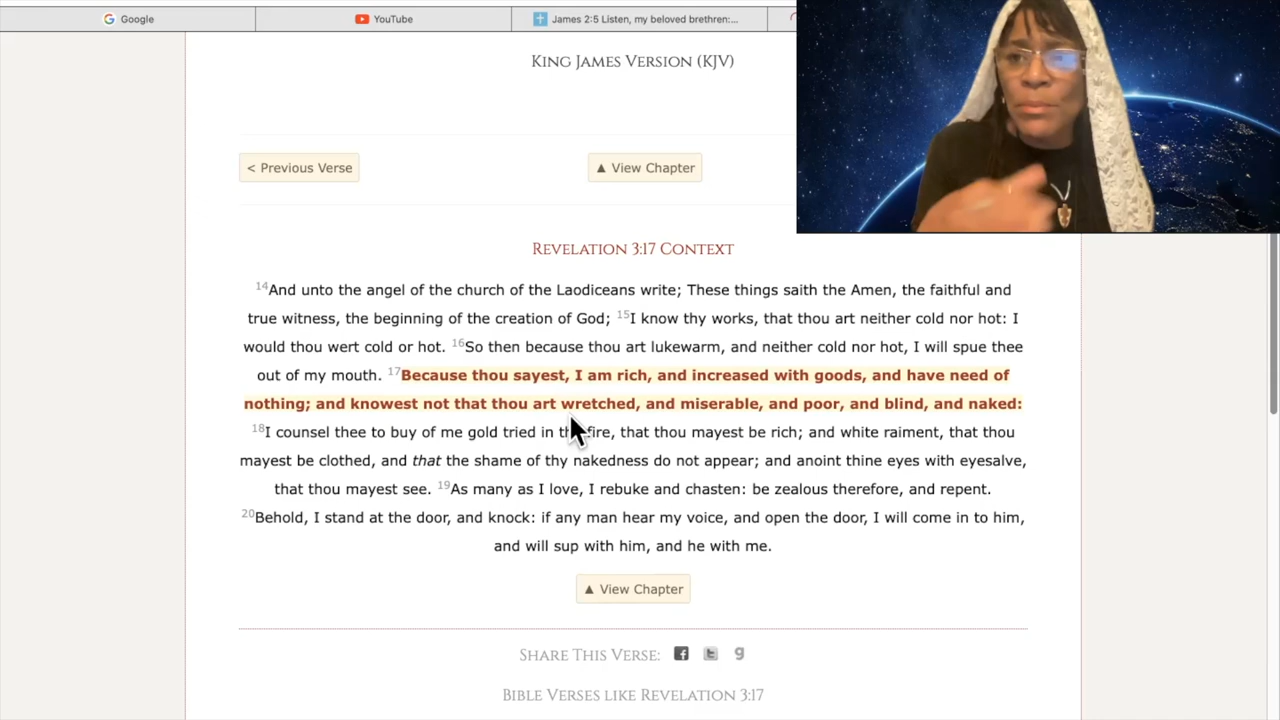 Google
YouTube
James 2:5 Listen, my beloved brethren:...
King James Version (KJV)
< Previous Verse
▲ View Chapter
Revelation 3:17 Context
14And unto the angel of the church of the Laodiceans write; These things saith the Amen, the faithful and
true witness, the beginning of the creation of God; 15I know thy works, that thou art neither cold nor hot: I
would thou wert cold or hot. 16So then because thou art lukewarm, and neither cold nor hot, I will spue thee
out of my mouth. 17Because thou sayest, I am rich, and increased with goods, and have need of
nothing; and knowest not that thou art wretched, and miserable, and poor, and blind, and naked:
18I counsel thee to buy of me gold tried in the fire, that thou mayest be rich; and white raiment, that thou
mayest be clothed, and that the shame of thy nakedness do not appear; and anoint thine eyes with eyesalve,
that thou mayest see. 19As many as I love, I rebuke and chasten: be zealous therefore, and repent.
20Behold, I stand at the door, and knock: if any man hear my voice, and open the door, I will come in to him,
and will sup with him, and he with me.
▲ View Chapter
Share This Verse:
Bible Verses like Revelation 3:17